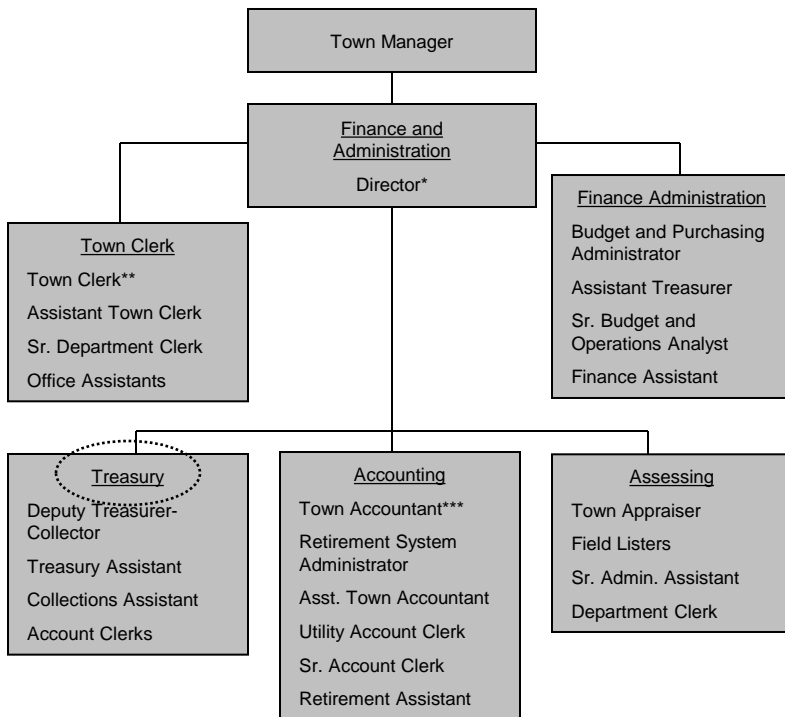 Town Manager
Finance and
Administration
Director*
Town Clerk
Town Clerk**
Assistant Town Clerk
Sr. Department Clerk
Office Assistants
Finance Administration
Budget and Purchasing
Administrator
Assistant Treasurer
Sr. Budget and
Operations Analyst
Finance Assistant
Treasury
Deputy Treasurer-
Collector
Treasury Assistant
Collections Assistant
Account Clerks
Accounting
Town Accountant***
Retirement System
Administrator
Asst. Town Accountant
Utility Account Clerk
Sr. Account Clerk
Retirement Assistant
Assessing
Town Appraiser
Field Listers
Sr. Admin. Assistant
Department Clerk